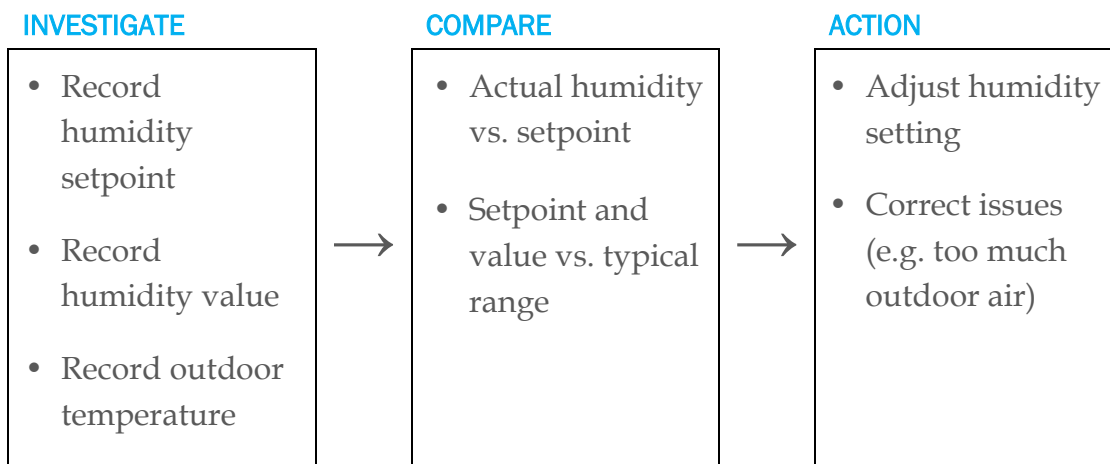 INVESTIGATE
• Record
humidity
setpoint
• Record
humidity value
• Record outdoor
temperature
→
COMPARE
• Actual humidity
vs. setpoint
• Setpoint and
value vs. typical
range
→
ACTION
• Adjust humidity
setting
• Correct issues
(e.g. too much
outdoor air)